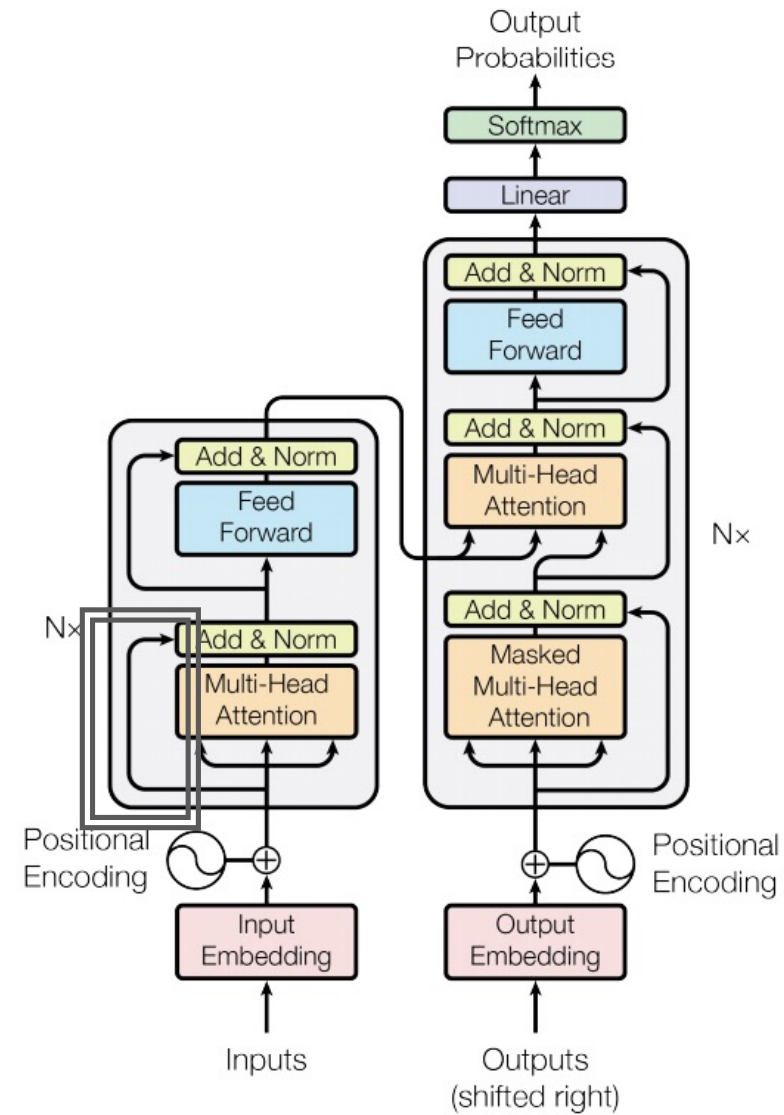 Output
Probabilities
Softmax
Linear
Add & Norm
Feed
Forward
Add & Norm
Multi-Head
Attention
Nx
Add & Norm
Masked
Multi-Head
Attention
Add & Norm
Feed
Forward
Nx
Add & Norm
Multi-Head
Attention
Positional
Encoding
Positional
Encoding
Input
Embedding
Output
Embedding
Inputs
Outputs
(shifted right)